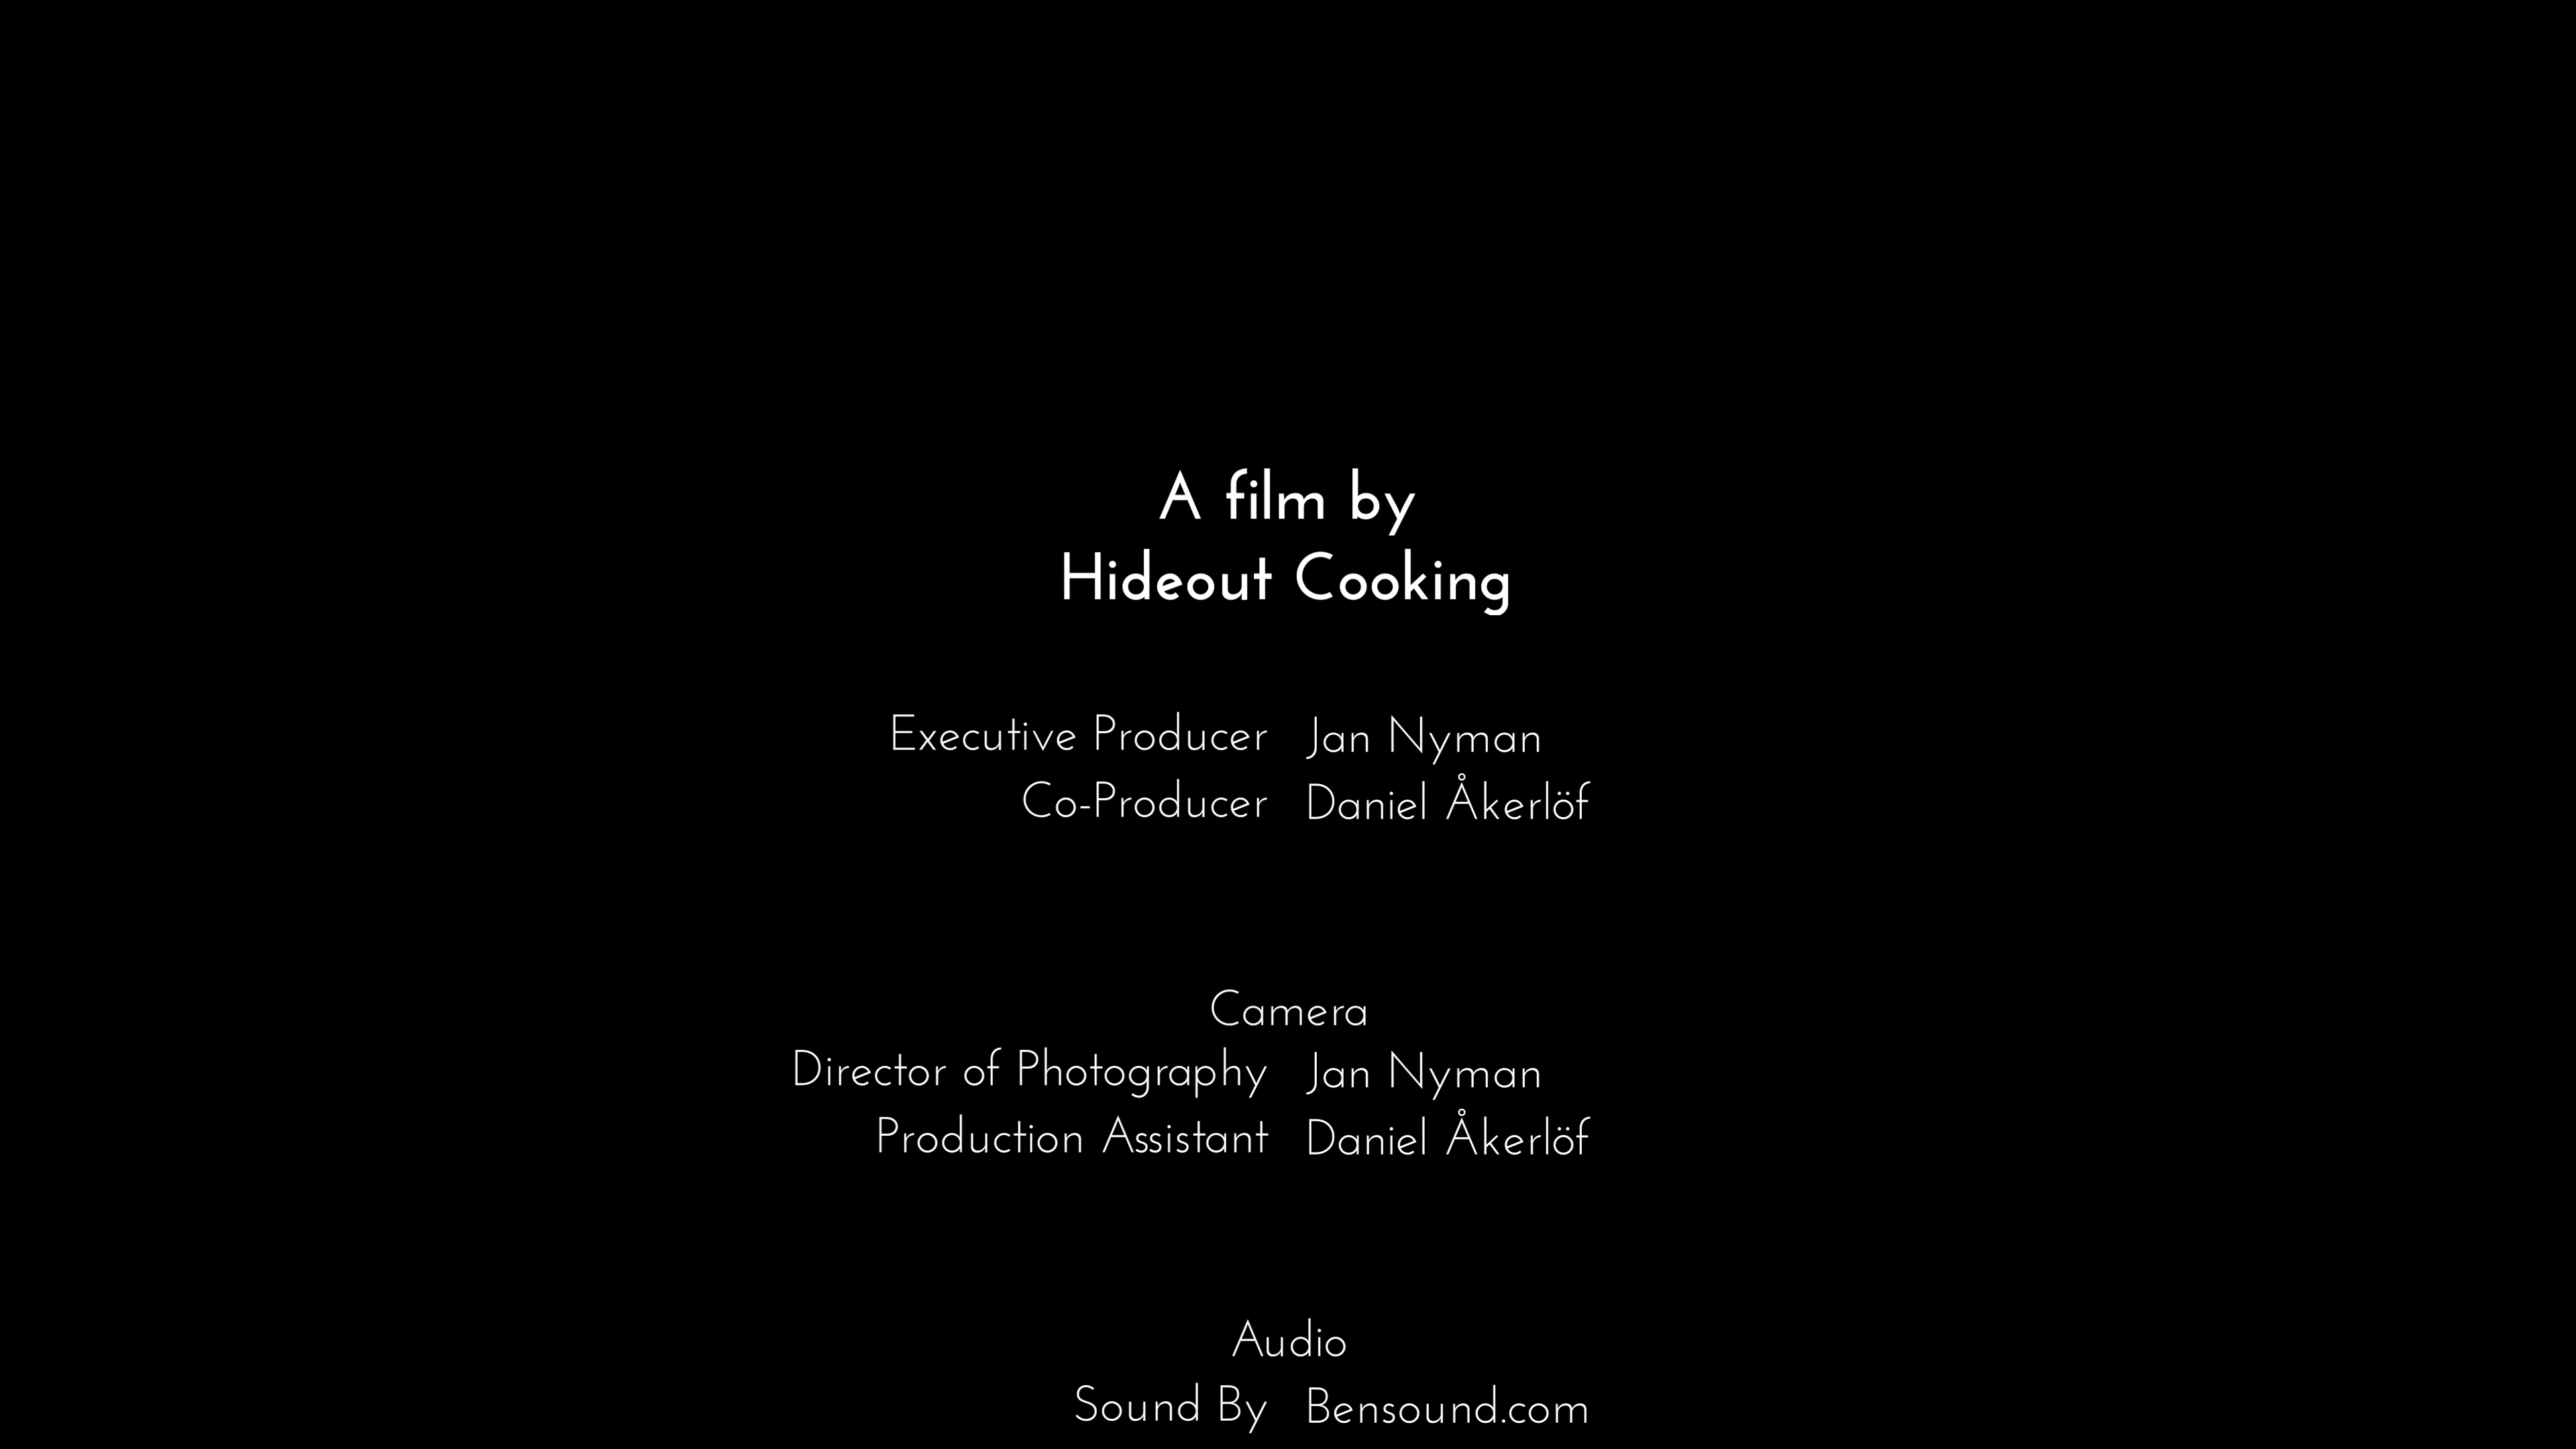 A film by
Hideout Cooking
Executive Producer Jan Nyman
Co-Producer Daniel Åkerlöf
Camera
Director of Photography Jan Nyman
Production Assistant Daniel Åkerlöf
Audio
Sound By Bensound.com